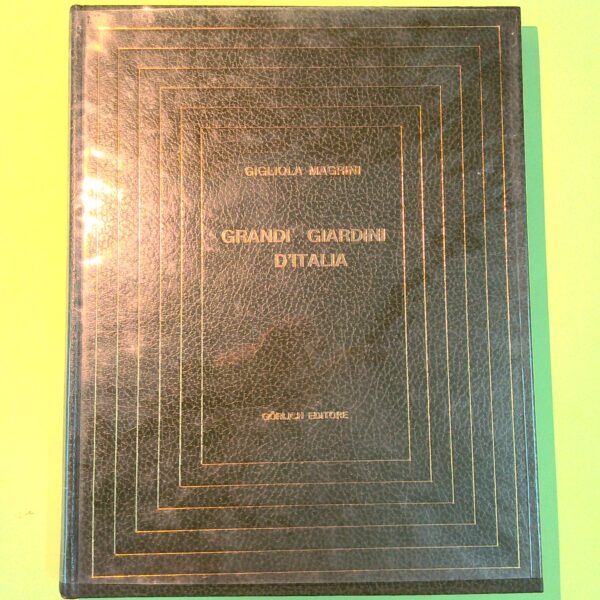 GIGLIOLA MAGRINI
GRANDI GIARDINI
D'ITALIA
GÖRLICH EDITORE